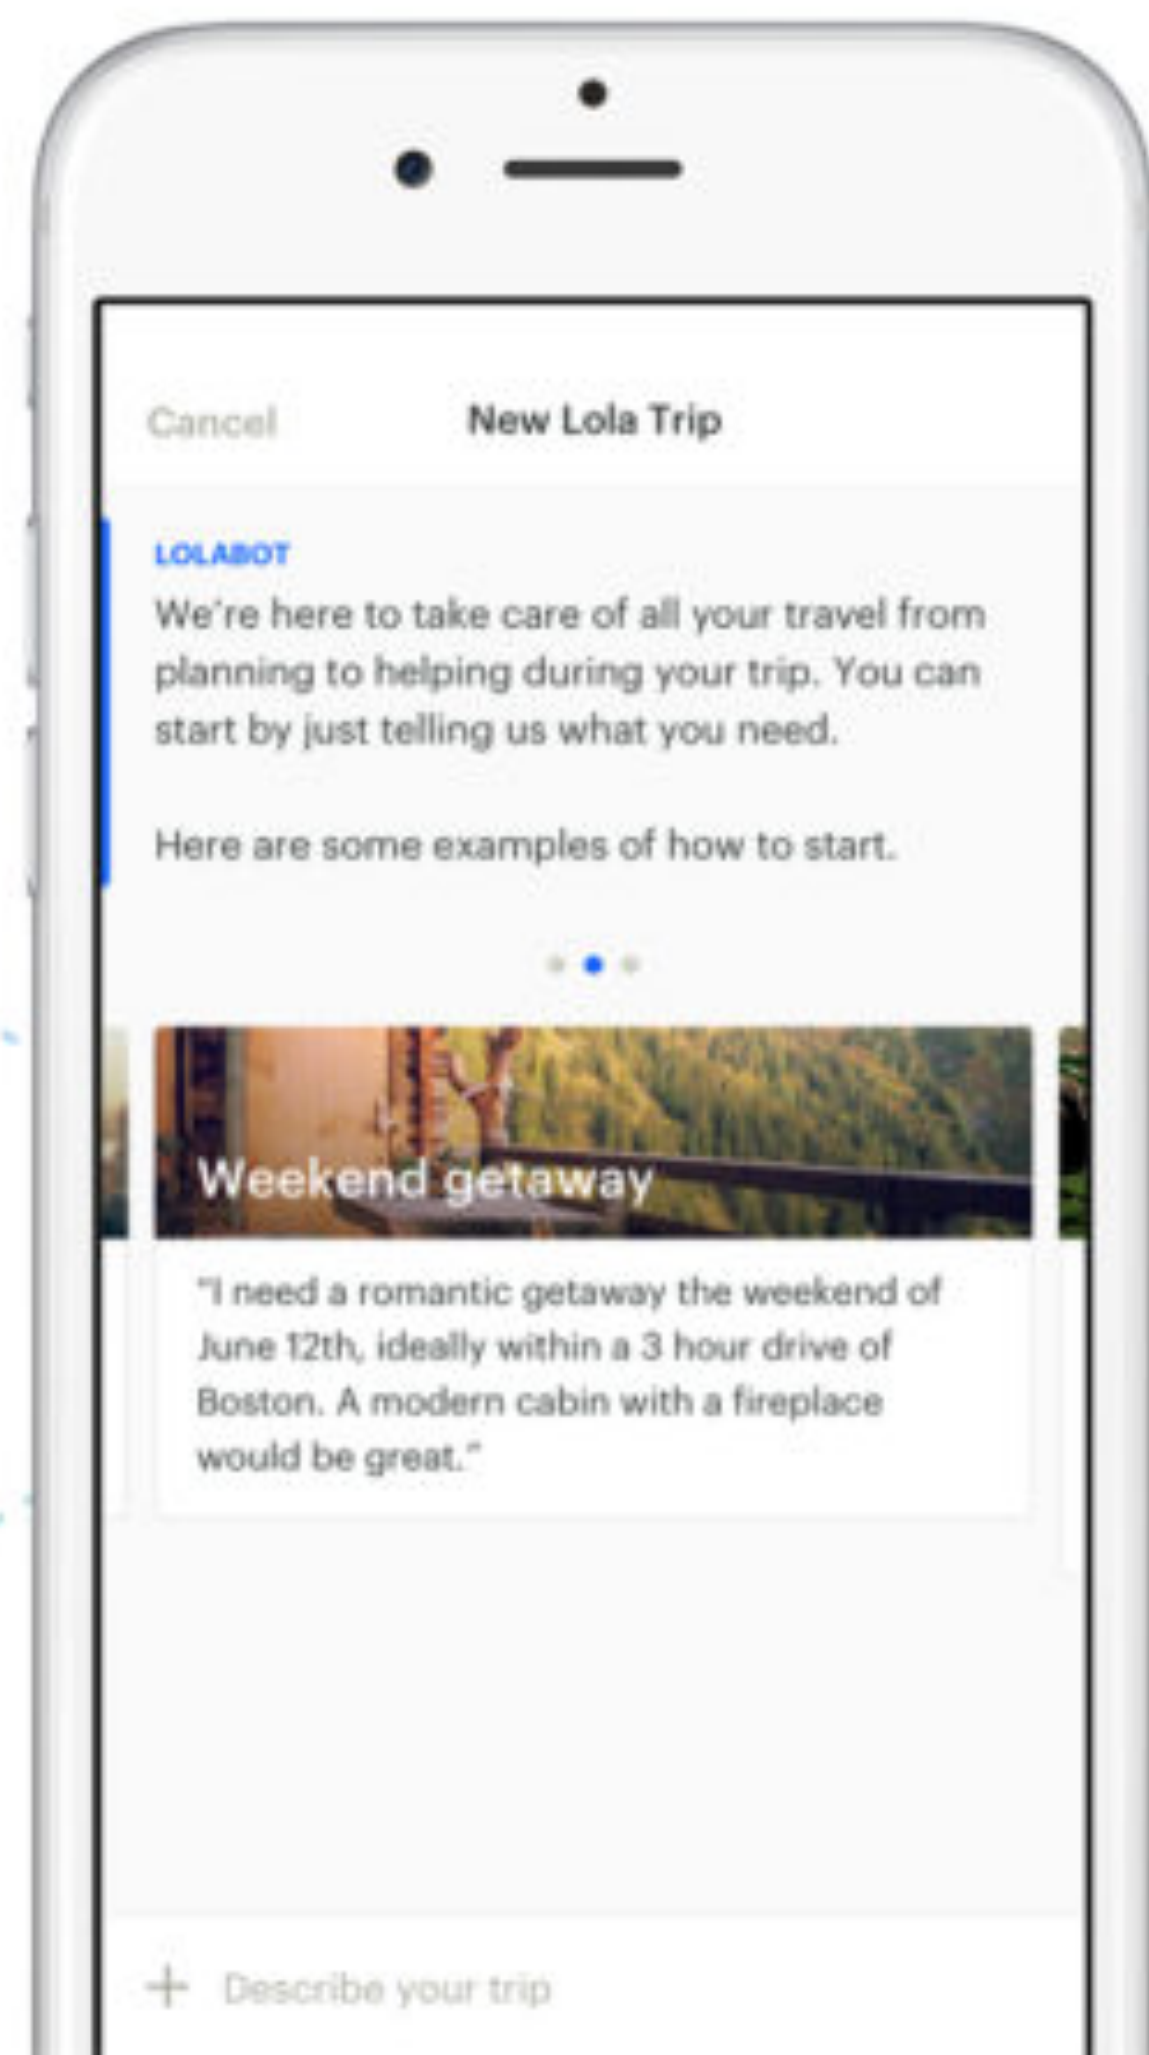 Cancel
New Lola Trip
LOLABOT
We're here to take care of all your travel from
planning to helping during your trip. You can
start by just telling us what you need.
Here are some examples of how to start.
Weekend getaway
"I need a romantic getaway the weekend of
June 12th, ideally within a 3 hour drive of
Boston. A modern cabin with a fireplace
would be great."
+ Describe your trip